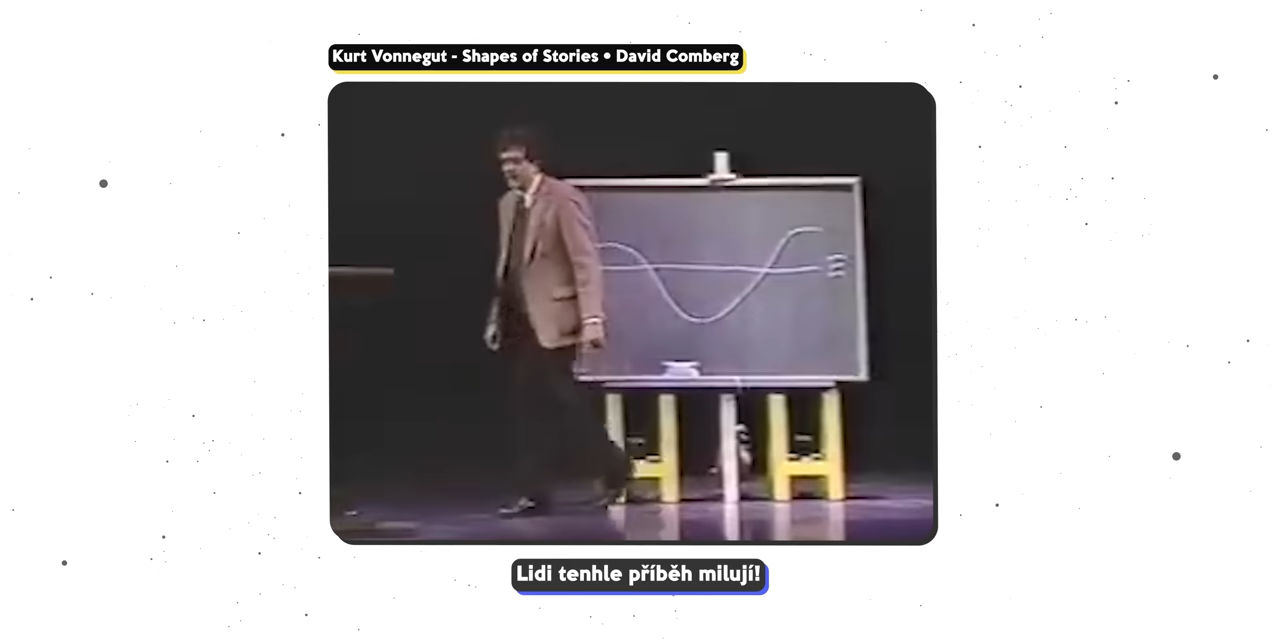 Kurt Vonnegut - Shapes of Stories • David Comberg
Lidi tenhle příběh milují!